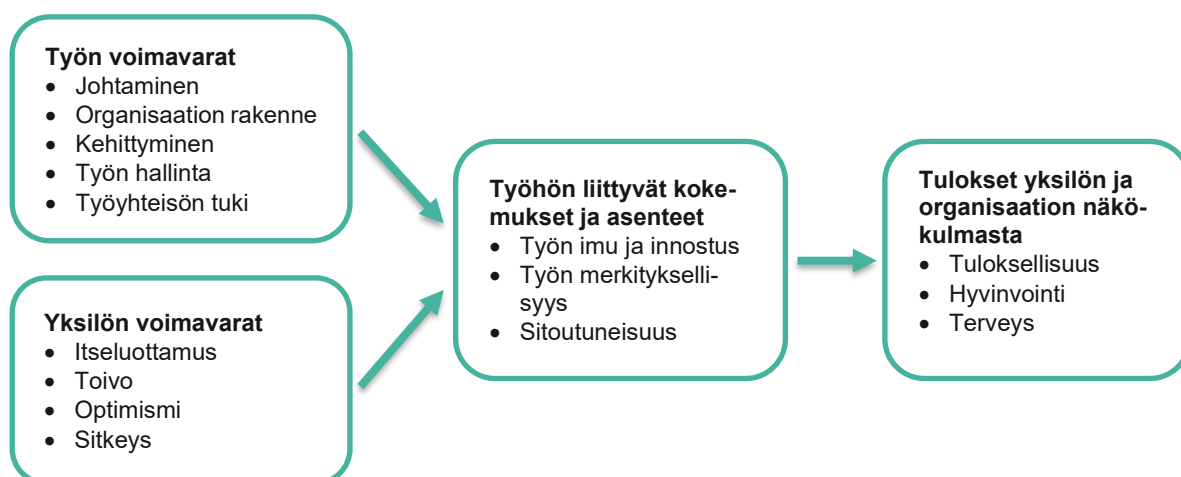 Työn voimavarat
• Johtaminen
• Organisaation rakenne
• Kehittyminen
• Työn hallinta
• Työyhteisön tuki
Yksilön voimavarat
• Itseluottamus
• Toivo
• Optimismi
• Sitkeys
Työhön liittyvät koke-
mukset ja asenteet
• Työn imu ja innostus
• Työn merkitykselli-
syys
• Sitoutuneisuus
Tulokset yksilön ja
organisaation näkö-
kulmasta
• Tuloksellisuus
• Hyvinvointi
• Terveys